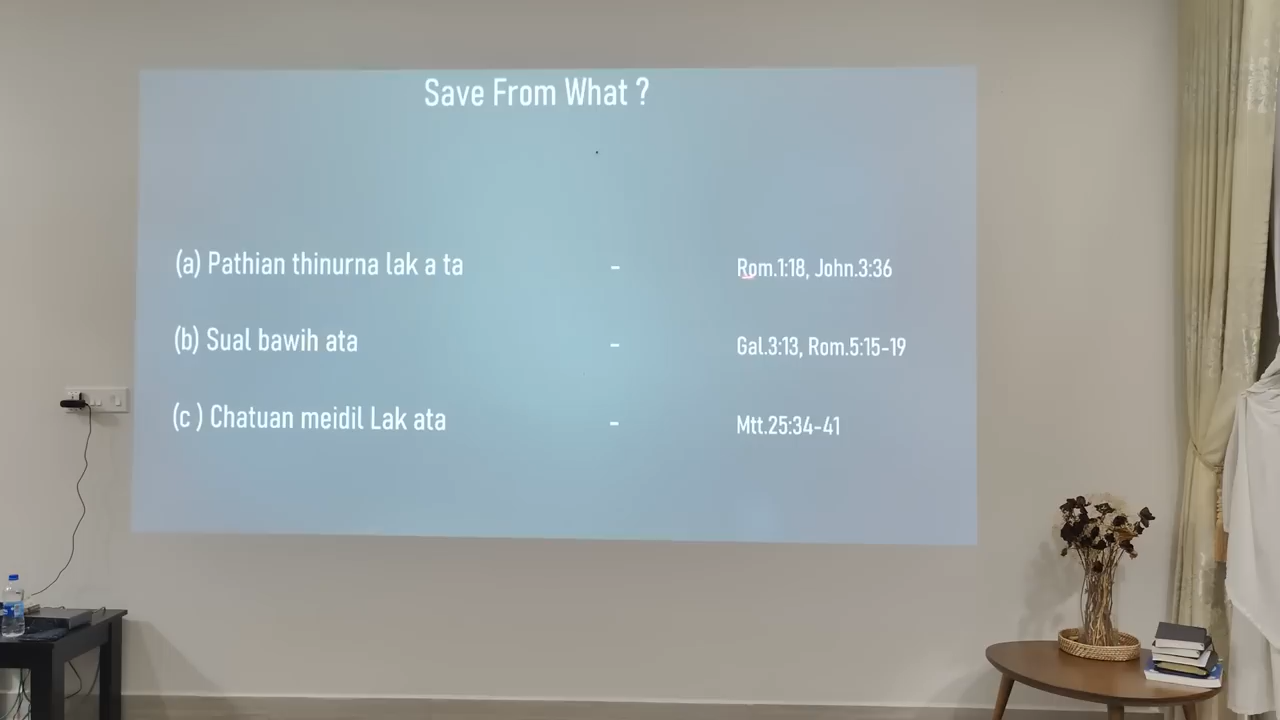 Save From What ?
(a) Pathian thinurna lak a ta - Rom.1:18, John.3:36
(b) Sual bawih ata - Gal.3:13, Rom.5:15-19
(c ) Chatuan meidil Lak ata - Mtt.25:34-41